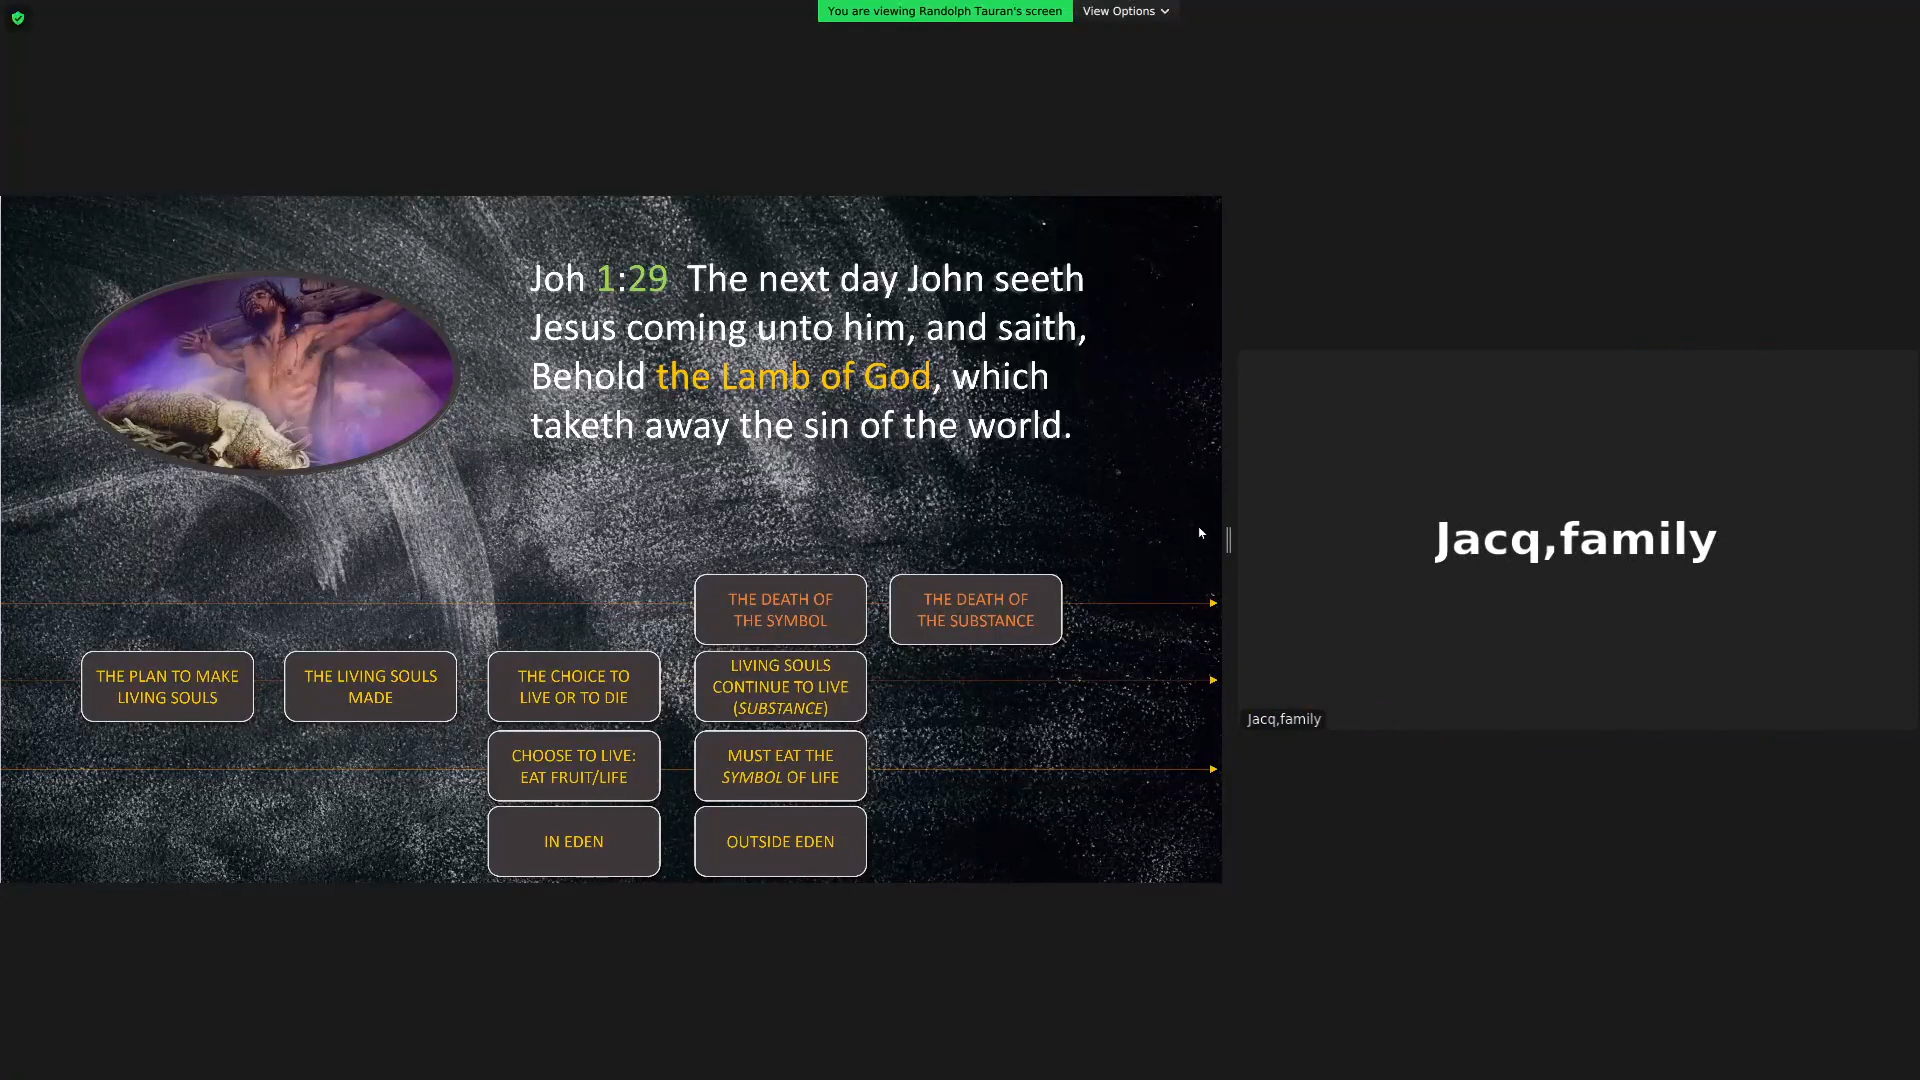 You are viewing Randolph Tauran's screen
View Options
Joh 1:29 The next day John seeth
Jesus coming unto him, and saith,
Behold the Lamb of God, which
taketh away the sin of the world.
THE DEATH OF
THE SYMBOL
THE DEATH OF
THE SUBSTANCE
THE PLAN TO MAKE
LIVING SOULS
THE LIVING SOULS
MADE
THE CHOICE TO
LIVE OR TO DIE
LIVING SOULS
CONTINUE TO LIVE
(SUBSTANCE)
CHOOSE TO LIVE:
EAT FRUIT/LIFE
MUST EAT THE
SYMBOL OF LIFE
IN EDEN
OUTSIDE EDEN
Jacq,family
Jacq,family